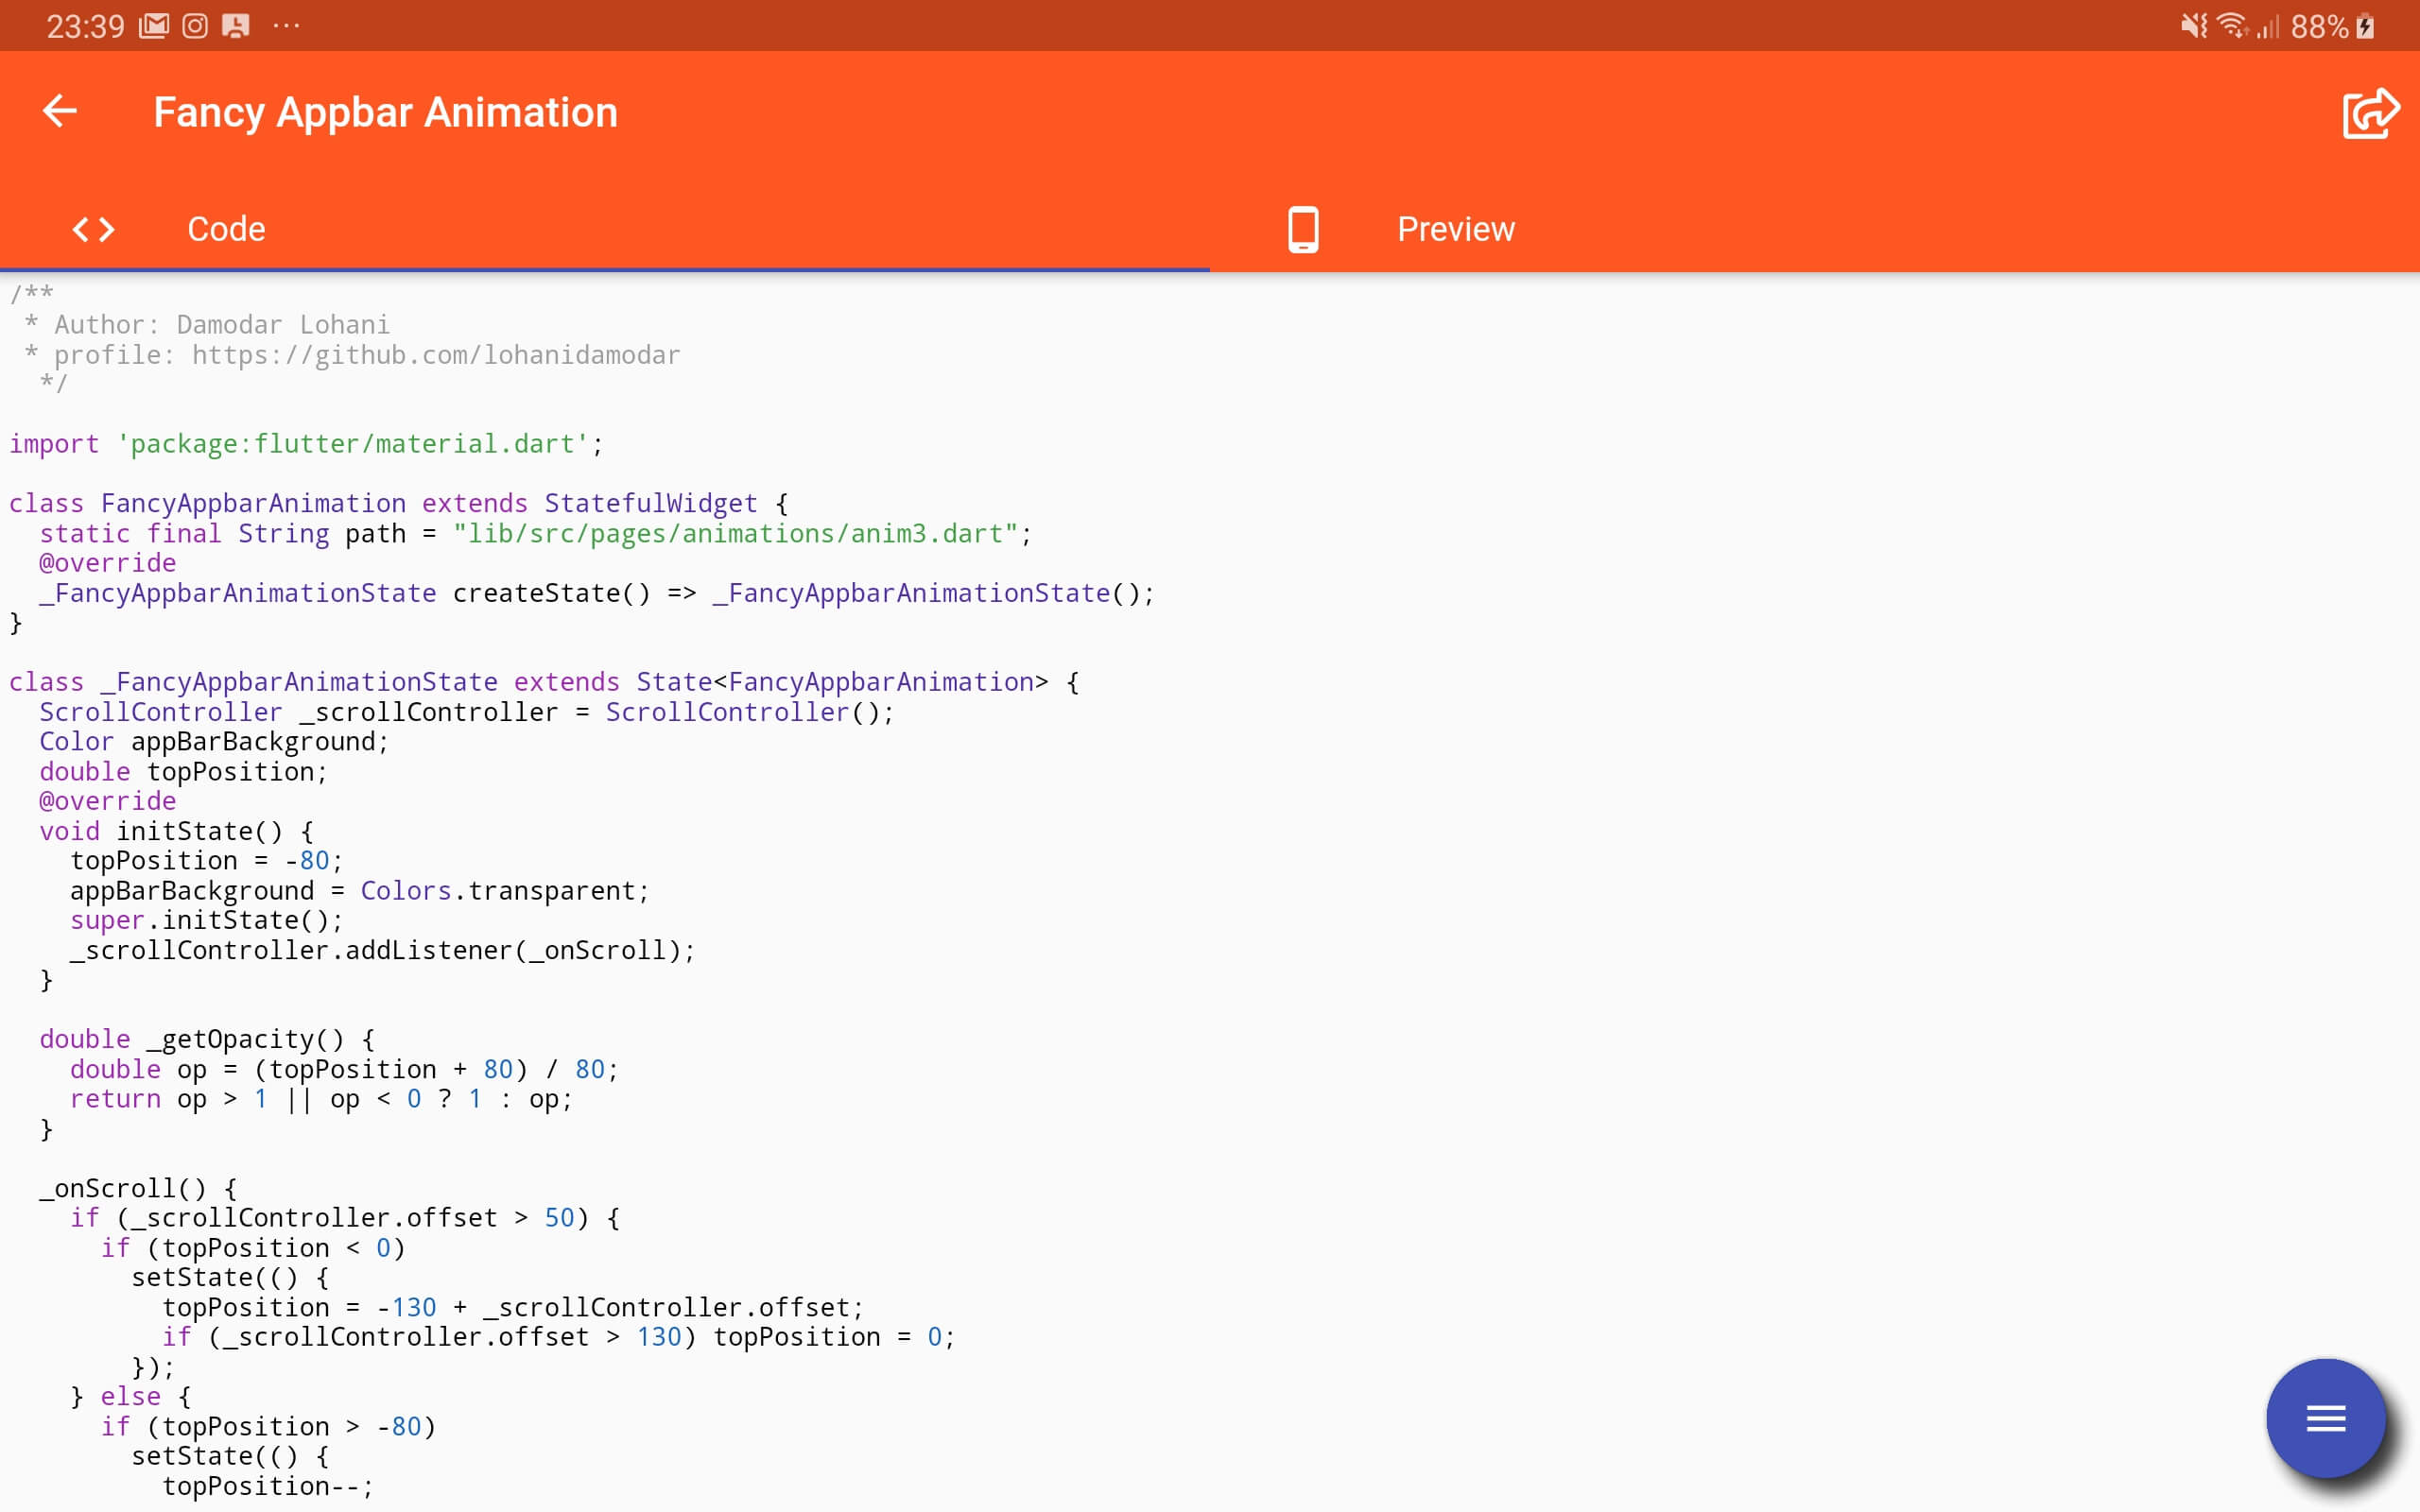 23:39 ... 88%
Fancy Appbar Animation
Code
Preview
/**
 * Author: Damodar Lohani
 * profile: https://github.com/lohanidamodar
  */
import 'package:flutter/material.dart';
class FancyAppbarAnimation extends StatefulWidget {
  static final String path = "lib/src/pages/animations/anim3.dart";
  @override
  _FancyAppbarAnimationState createState() => _FancyAppbarAnimationState();
}
class _FancyAppbarAnimationState extends State<FancyAppbarAnimation> {
  ScrollController _scrollController = ScrollController();
  Color appBarBackground;
  double topPosition;
  @override
  void initState() {
    topPosition = -80;
    appBarBackground = Colors.transparent;
    super.initState();
    _scrollController.addListener(_onScroll);
  }
  double _getOpacity() {
    double op = (topPosition + 80) / 80;
    return op > 1 || op < 0 ? 1 : op;
  }
  _onScroll() {
    if (_scrollController.offset > 50) {
      if (topPosition < 0)
        setState(() {
          topPosition = -130 + _scrollController.offset;
          if (_scrollController.offset > 130) topPosition = 0;
        });
    } else {
      if (topPosition > -80)
        setState(() {
          topPosition--;